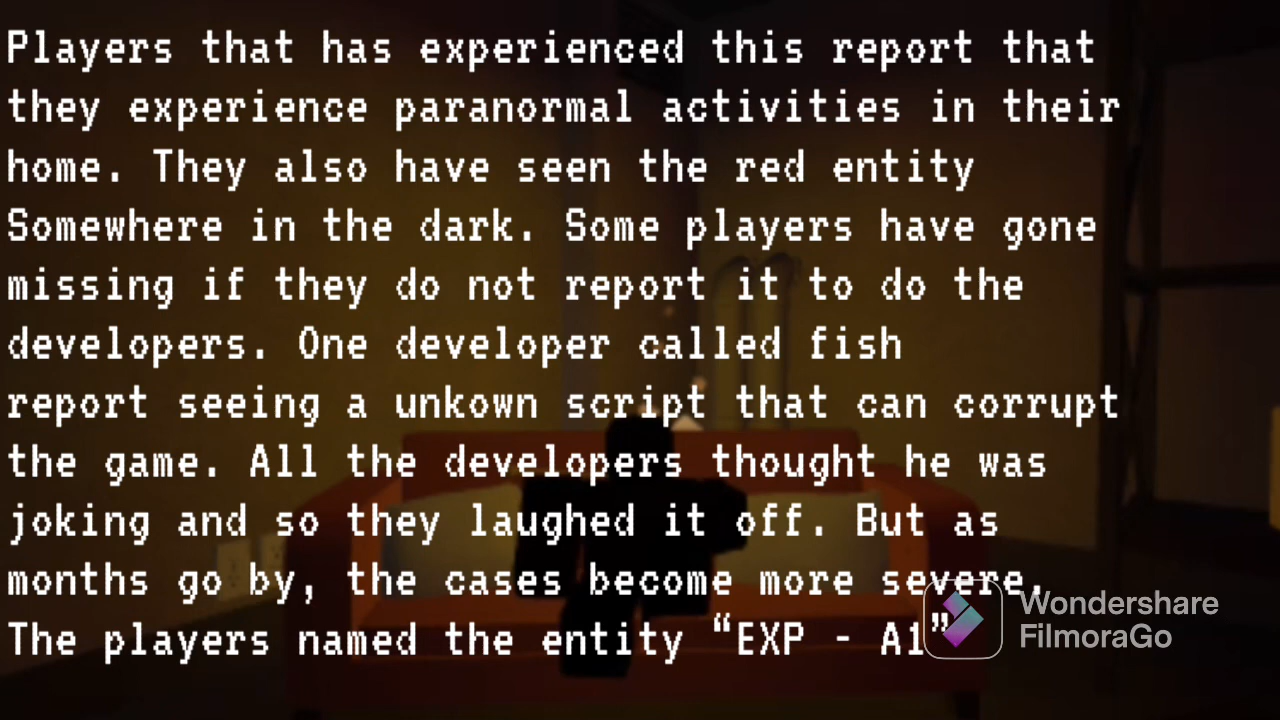 Players that has experienced this report that
they experience paranormal activities in their
home. They also have seen the red entity
Somewhere in the dark. Some players have gone
missing if they do not report it to do the
developers. One developer called fish
report seeing a unkown script that can corrupt
the game. All the developers thought he was
joking and so they laughed it off. But as
months go by, the cases become more severe.
The players named the entity “EXP - A1”
Wondershare
FilmoraGo